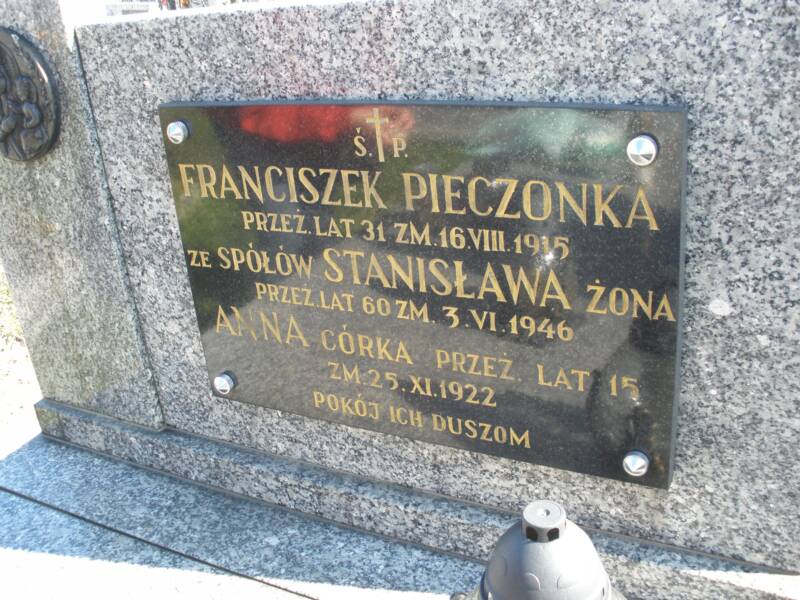 Ś. P.
FRANCISZEK PIECZONKA
PRZEŻ. LAT 31 ZM. 16.VIII.1915
ZE SPÓŁÓW STANISŁAWA ŻONA
PRZEŻ. LAT 60 ZM. 3.VI.1946
ANNA CÓRKA PRZEŻ. LAT 15
ZM. 25.XI.1922
POKÓJ ICH DUSZOM